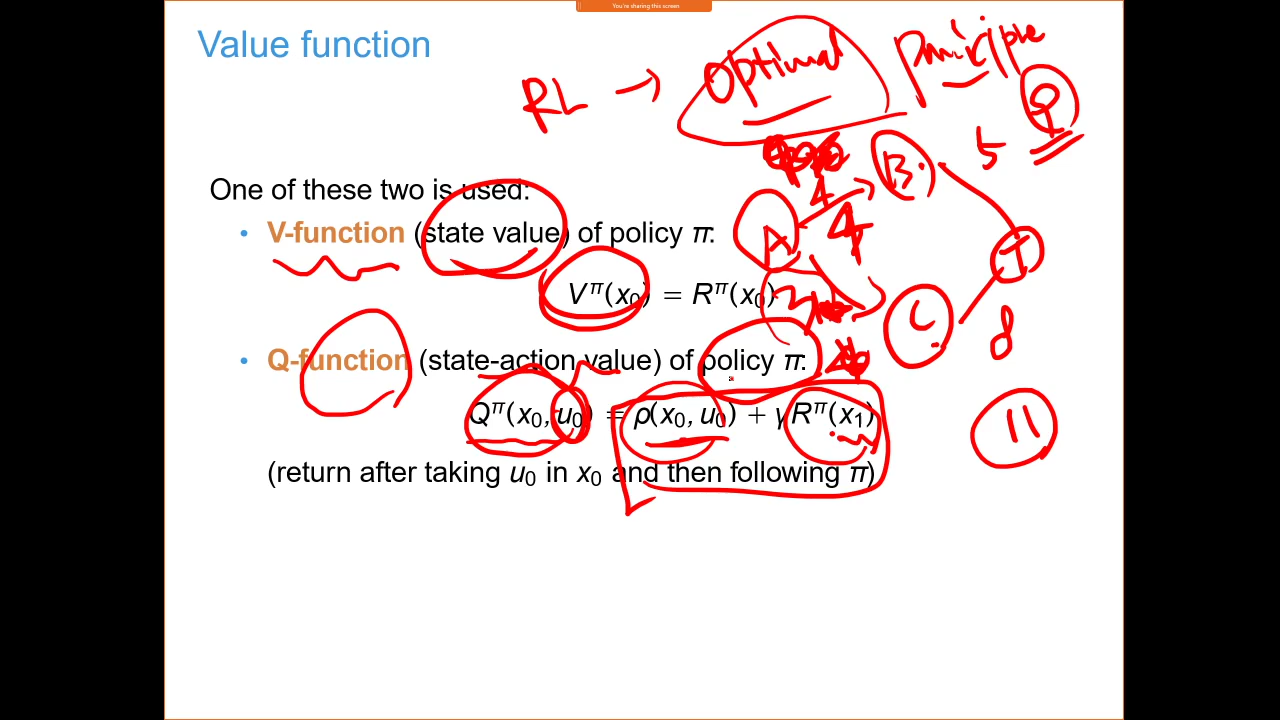 You're sharing this screen
Value function
RL → Optimal principle
9
B
5
4
A
4
I
One of these two is used:
• V-function (state value) of policy π:
Vπ(x0) = Rπ(x0)
C
8
• Q-function (state-action value) of policy π:
Qπ(x0, u0) = ρ(x0, u0) + γRπ(x1)
11
(return after taking u0 in x0 and then following π)